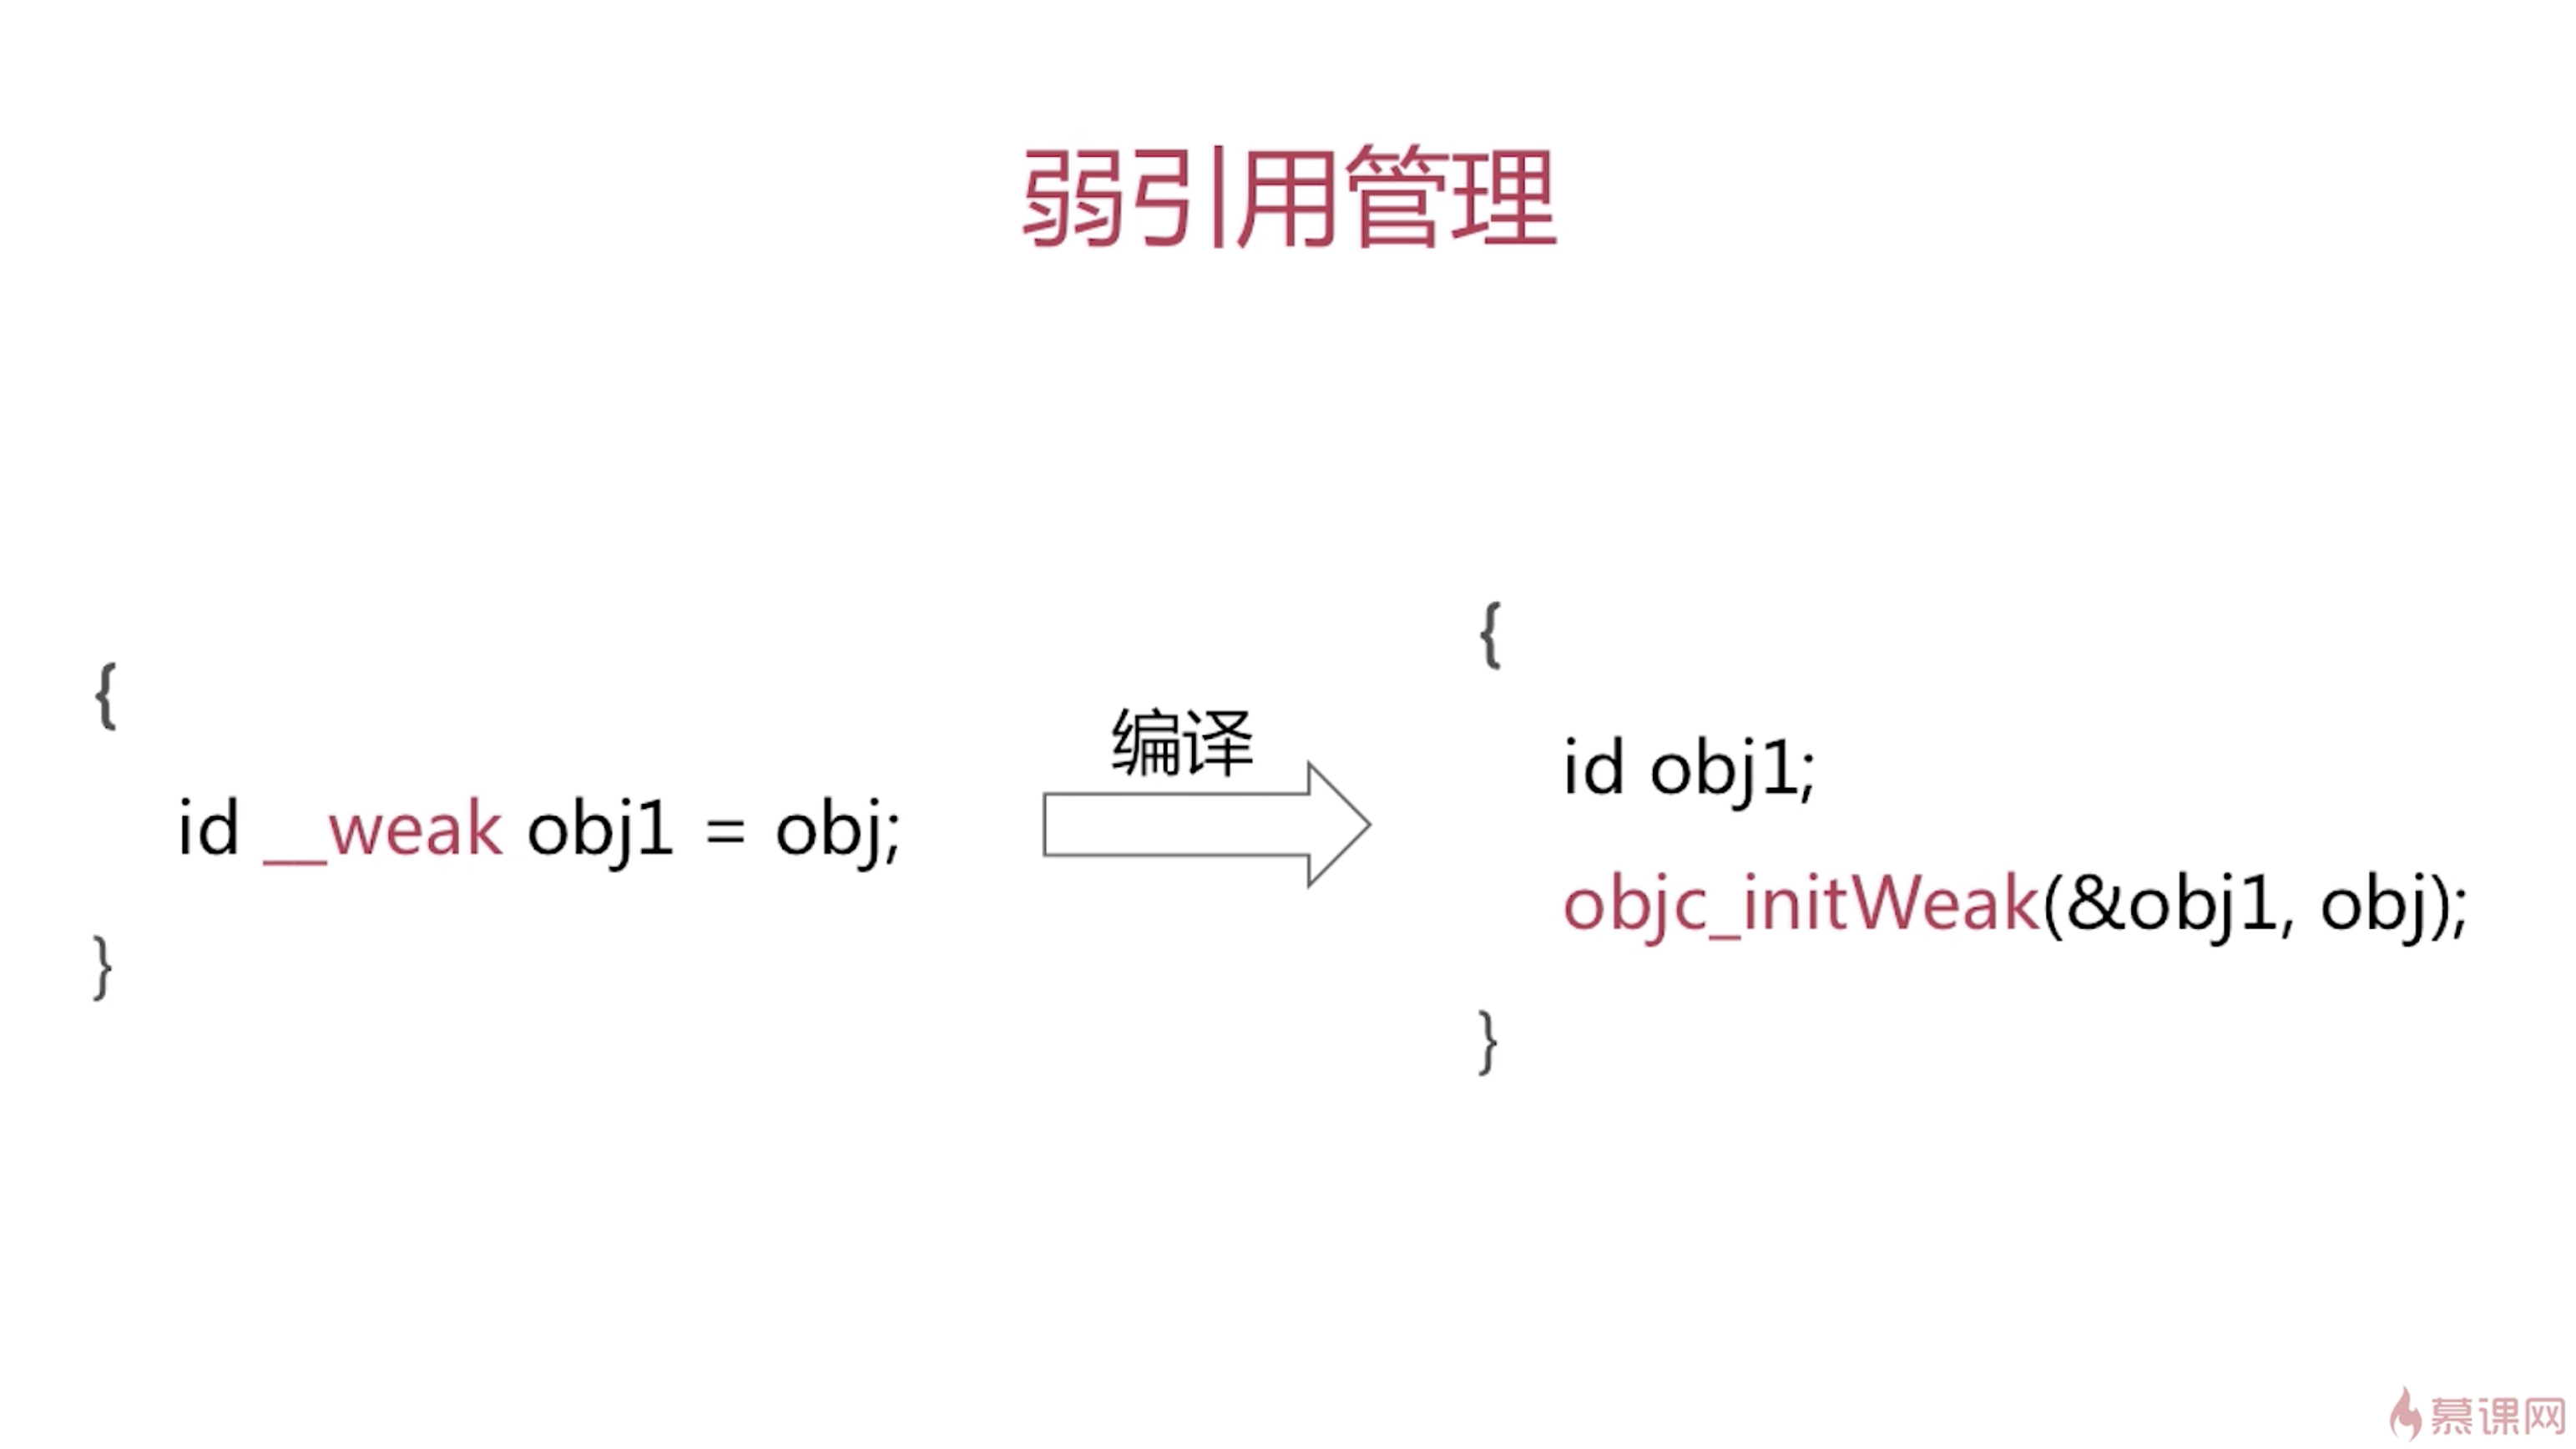 弱引用管理
{
id __weak obj1 = obj;
}
编译
{
id obj1;
objc_initWeak(&obj1, obj);
}
慕课网